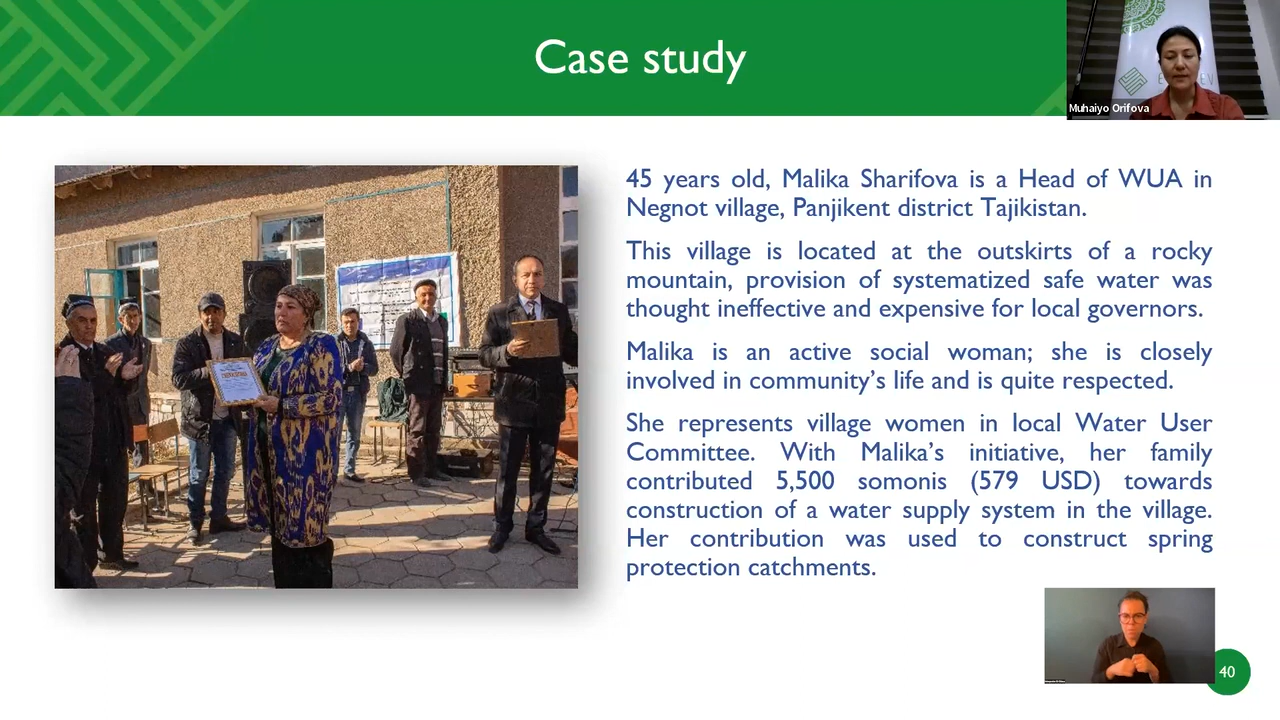 Case study
Muhaiyo Orifova
45 years old, Malika Sharifova is a Head of WUA in
Negnot village, Panjikent district Tajikistan.
This village is located at the outskirts of a rocky
mountain, provision of systematized safe water was
thought ineffective and expensive for local governors.
Malika is an active social woman; she is closely
involved in community's life and is quite respected.
She represents village women in local Water User
Committee. With Malika's initiative, her family
contributed 5,500 somonis (579 USD) towards
construction of a water supply system in the village.
Her contribution was used to construct spring
protection catchments.
40